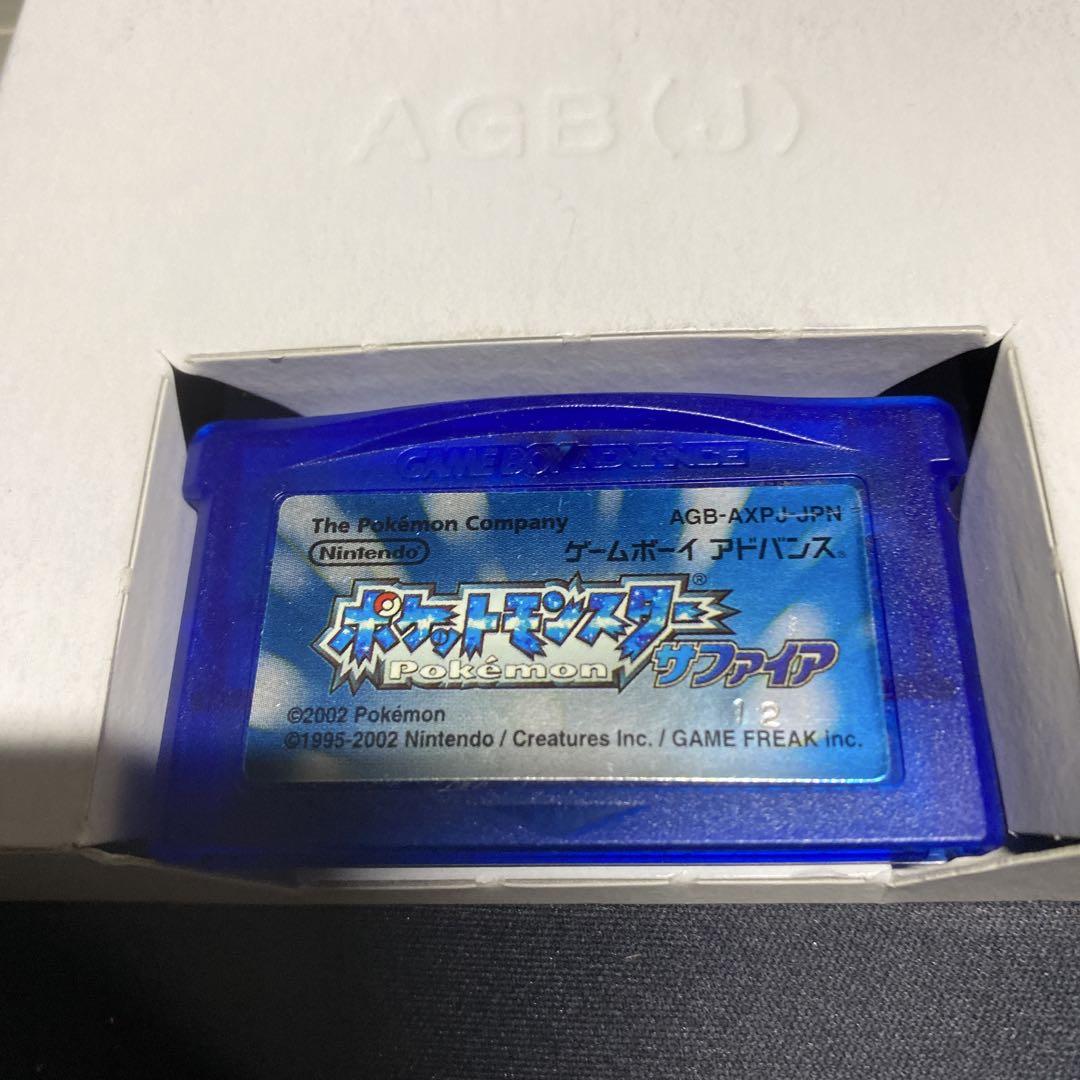 AGB(J)
GAME BOY ADVANCE
The Pokémon Company AGB-AXPJ-JPN
Nintendo ゲームボーイ アドバンス
ポケットモンスター®
Pokémon サファイア
©2002 Pokémon 12
©1995-2002 Nintendo / Creatures Inc. / GAME FREAK inc.